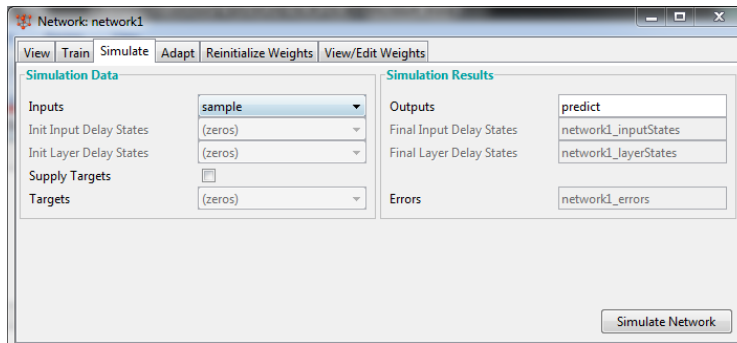 Network: network1
View Train Simulate Adapt Reinitialize Weights View/Edit Weights
Simulation Data
Inputs sample
Init Input Delay States (zeros)
Init Layer Delay States (zeros)
Supply Targets
Targets (zeros)
Simulation Results
Outputs predict
Final Input Delay States network1_inputStates
Final Layer Delay States network1_layerStates
Errors network1_errors
Simulate Network